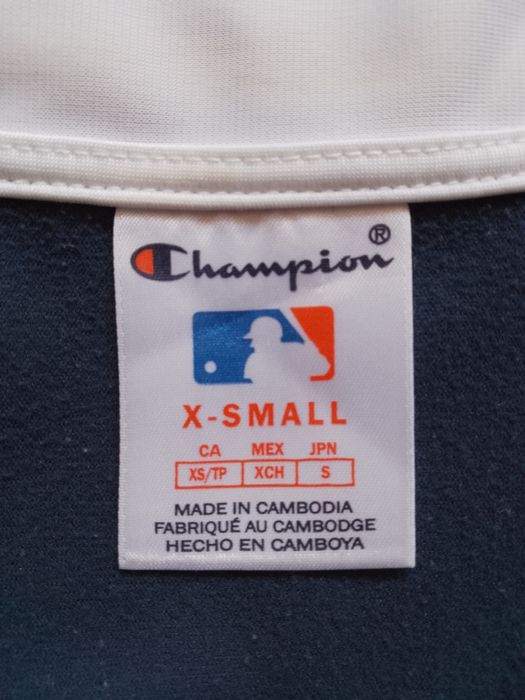 Champion®
X-SMALL
CA MEX JPN
XS/TP XCH S
MADE IN CAMBODIA
FABRIQUÉ AU CAMBODGE
HECHO EN CAMBOYA